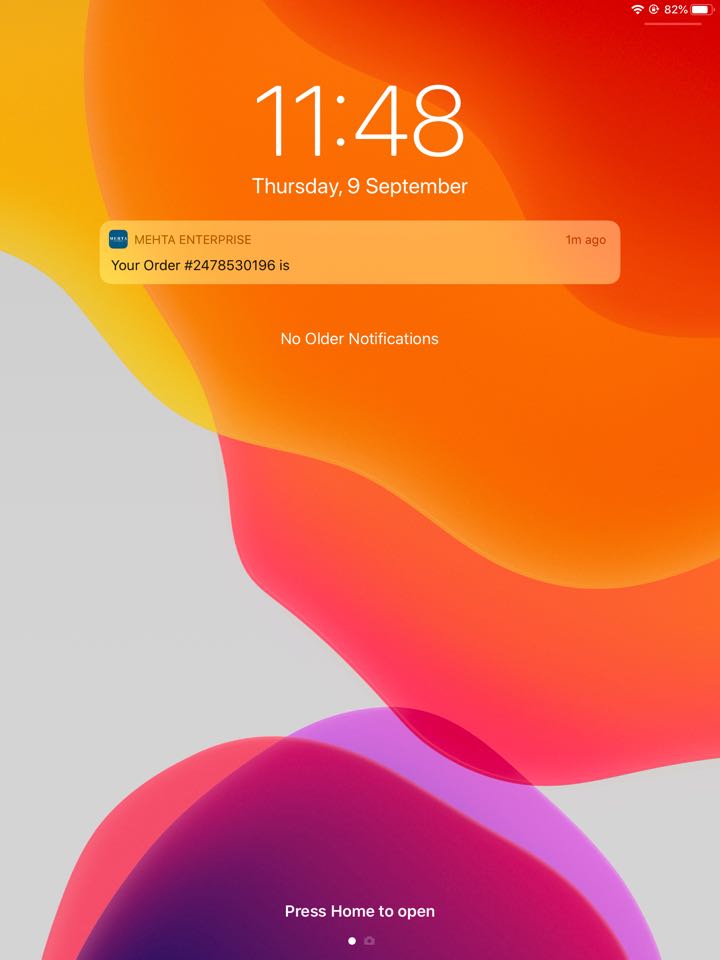 82%
11:48
Thursday, 9 September
MEHTA
MEHTA ENTERPRISE
1m ago
Your Order #2478530196 is
No Older Notifications
Press Home to open